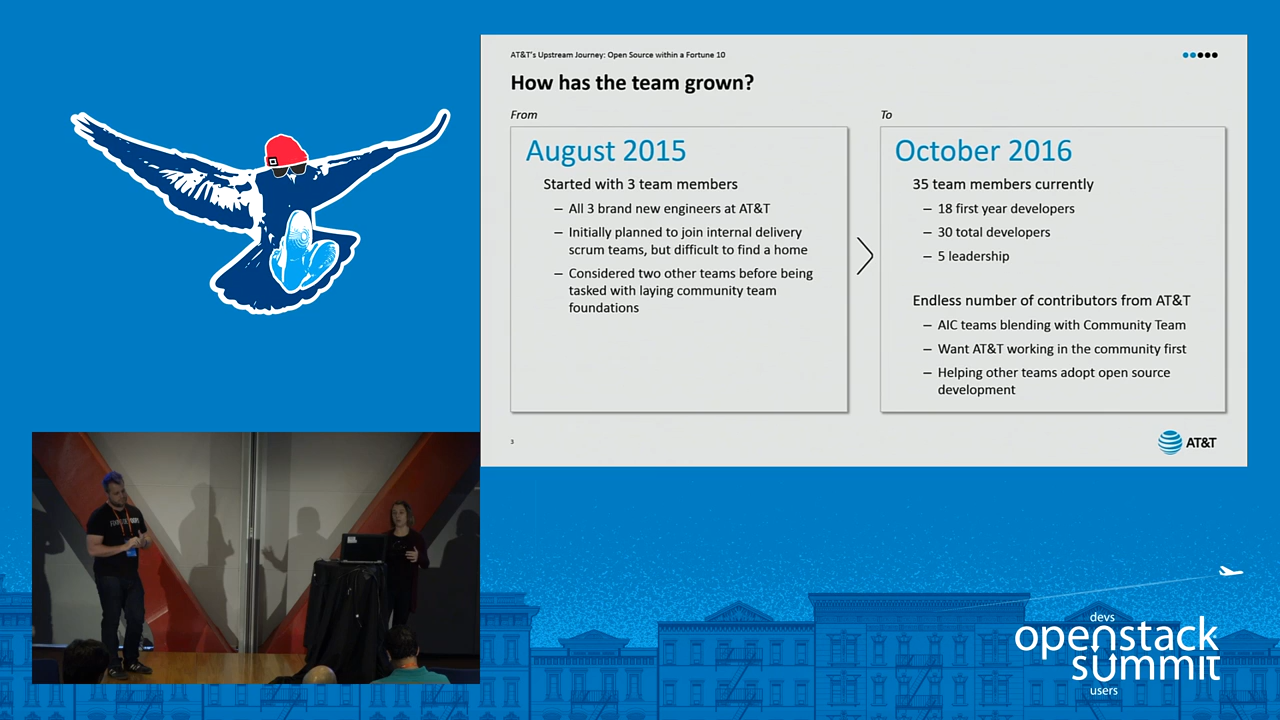 AT&T's Upstream Journey: Open Source within a Fortune 10
How has the team grown?
From
August 2015
Started with 3 team members
– All 3 brand new engineers at AT&T
– Initially planned to join internal delivery
scrum teams, but difficult to find a home
– Considered two other teams before being
tasked with laying community team
foundations
To
October 2016
35 team members currently
– 18 first year developers
– 30 total developers
– 5 leadership
Endless number of contributors from AT&T
– AIC teams blending with Community Team
– Want AT&T working in the community first
– Helping other teams adopt open source
development
3
AT&T
devs
openstack
summit
users